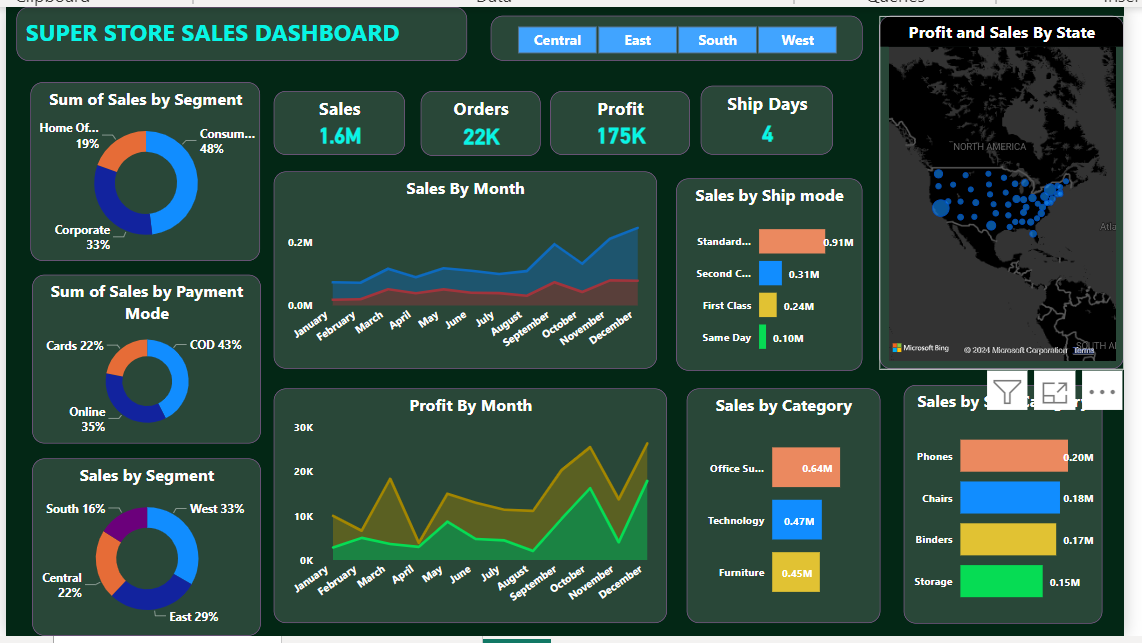 Clipboard
Data
Queries
Inser
SUPER STORE SALES DASHBOARD
Central
East
South
West
Profit and Sales By State
Sum of Sales by Segment
Home Of...
19%
Consum...
48%
Corporate
33%
Sales
1.6M
Orders
22K
Profit
175K
Ship Days
4
NORTH AMERICA
Atla
SOUTH A
Microsoft Bing
© 2024 Microsoft Corporation
Terms
Sales By Month
0.2M
0.0M
January
February
March
April
May
June
July
August
September
October
November
December
Sales by Ship mode
Standard...
0.91M
Second C...
0.31M
First Class
0.24M
Same Day
0.10M
Sum of Sales by Payment
Mode
Cards 22%
COD 43%
Online
35%
Profit By Month
30K
20K
10K
0K
January
February
March
April
May
June
July
August
September
October
November
December
Sales by Category
Office Su...
0.64M
Technology
0.47M
Furniture
0.45M
Sales by S
Phones
0.20M
Chairs
0.18M
Binders
0.17M
Storage
0.15M
Sales by Segment
South 16%
West 33%
Central
22%
East 29%